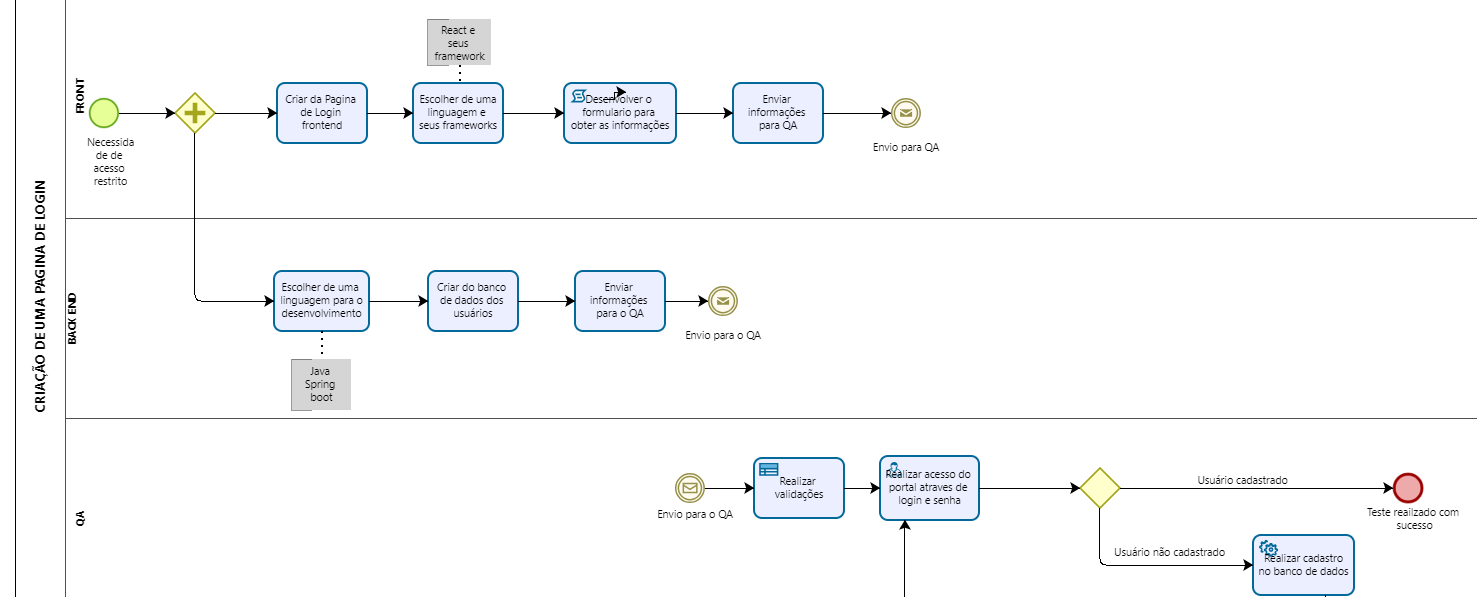 CRIAÇÃO DE UMA PAGINA DE LOGIN
FRONT
Necessida
de de
acesso
restrito
Criar da Pagina
de Login
frontend
React e
seus
framework
Escolher de uma
linguagem e
seus frameworks
Desenvolver o
formulario para
obter as informações
Enviar
informações
para QA
Envio para QA
BACK END
Escolher de uma
linguagem para o
desenvolvimento
Java
Spring
boot
Criar do banco
de dados dos
usuários
Enviar
informações
para o QA
Envio para o QA
QA
Envio para o QA
Realizar
validações
Realizar acesso do
portal atraves de
login e senha
Usuário cadastrado
Teste realzado com
sucesso
Usuário não cadastrado
Realizar cadastro
no banco de dados